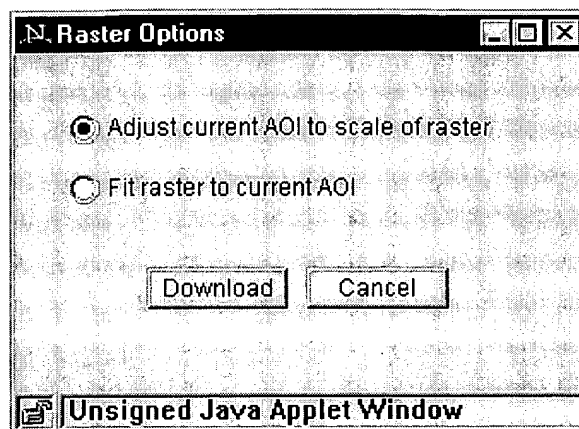 N Raster Options
Adjust current AOI to scale of raster
Fit raster to current AOI
Download Cancel
Unsigned Java Applet Window